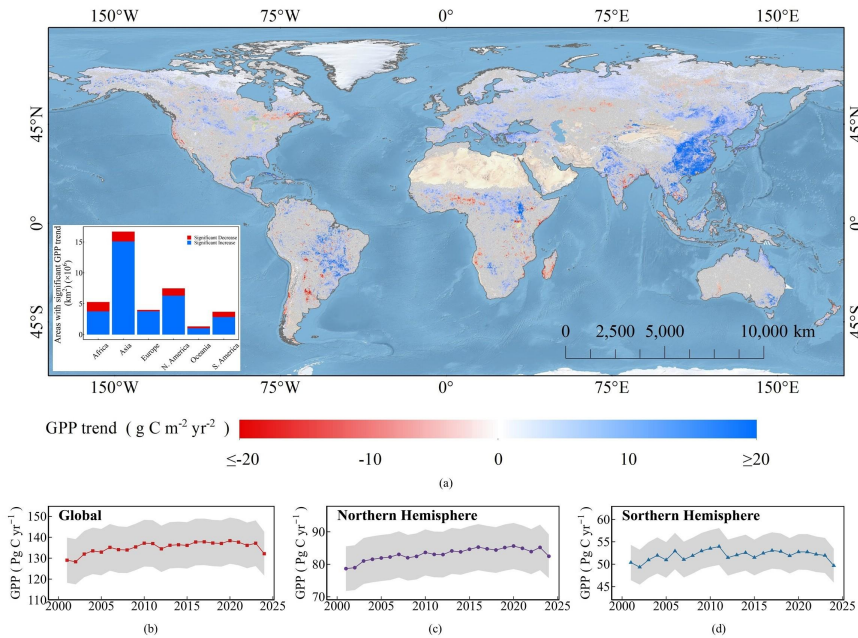 150°W 75°W 0° 75°E 150°E
45°N 45°N
0° 0°
45°S 45°S
Areas with significant GPP trend
(km²) (×10⁶)
15
10
5
0
Significant Decrease
Significant Increase
Africa Asia Europe N. America Oceania S. America
0 2,500 5,000 10,000 km
150°W 75°W 0° 75°E 150°E
GPP trend ( g C m⁻² yr⁻² )
≤-20 -10 0 10 ≥20
(a)
Global
GPP ( Pg C yr⁻¹ )
150
140
130
120
110
2000 2005 2010 2015 2020 2025
(b)
Northern Hemisphere
GPP ( Pg C yr⁻¹ )
90
80
70
2000 2005 2010 2015 2020 2025
(c)
Sorthern Hemisphere
GPP ( Pg C yr⁻¹ )
60
55
50
45
2000 2005 2010 2015 2020 2025
(d)